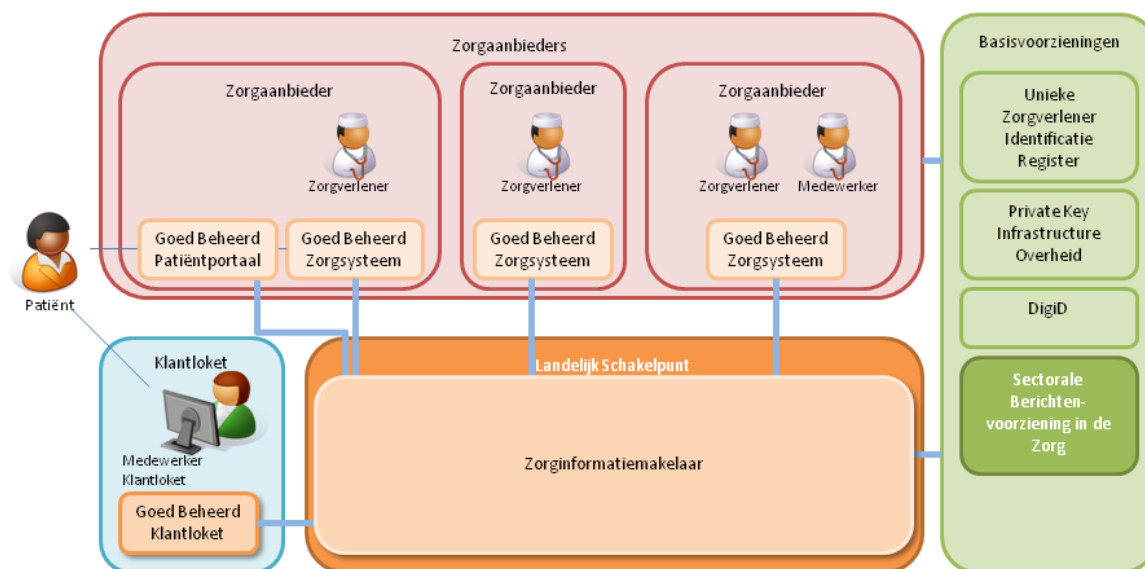 Zorgaanbieders
Zorgaanbieder
Zorgverlener
Goed Beheerd
Patiëntportaal
Goed Beheerd
Zorgsysteem
Zorgaanbieder
Zorgverlener
Goed Beheerd
Zorgsysteem
Zorgaanbieder
Zorgverlener
Medewerker
Goed Beheerd
Zorgsysteem
Patiënt
Klantloket
Medewerker
Klantloket
Goed Beheerd
Klantloket
Landelijk Schakelpunt
Zorginformatiemakelaar
Basisvoorzieningen
Unieke
Zorgverlener
Identificatie
Register
Private Key
Infrastructure
Overheid
DigiD
Sectorale
Berichten-
voorziening in de
Zorg